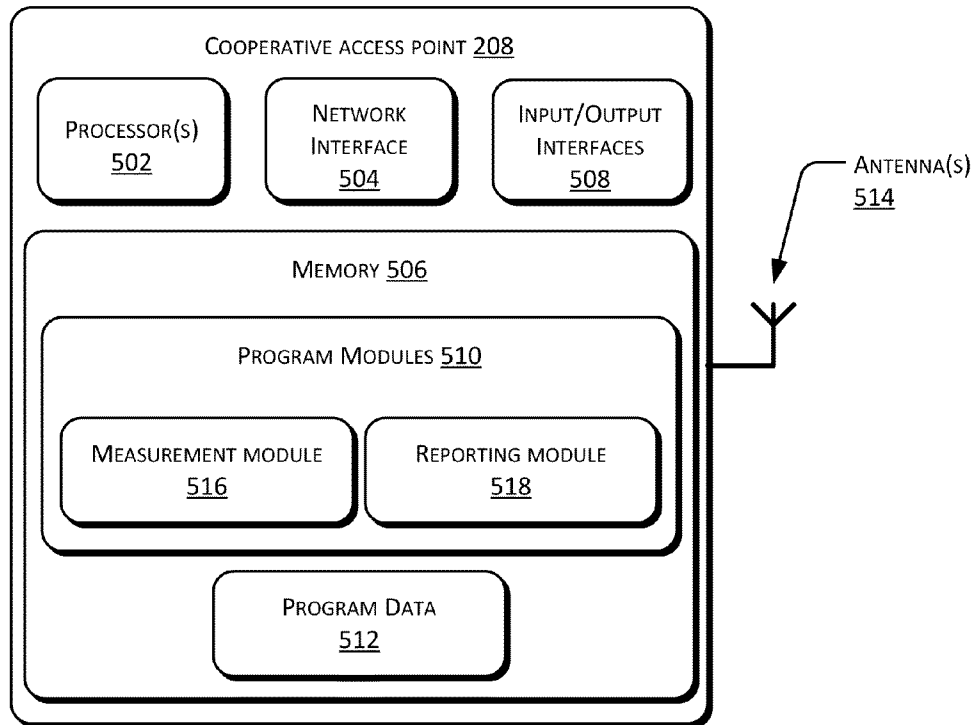 Cooperative access point 208
Processor(s)
502
Network
Interface
504
Input/Output
Interfaces
508
Antenna(s)
514
Memory 506
Program Modules 510
Measurement module
516
Reporting module
518
Program Data
512